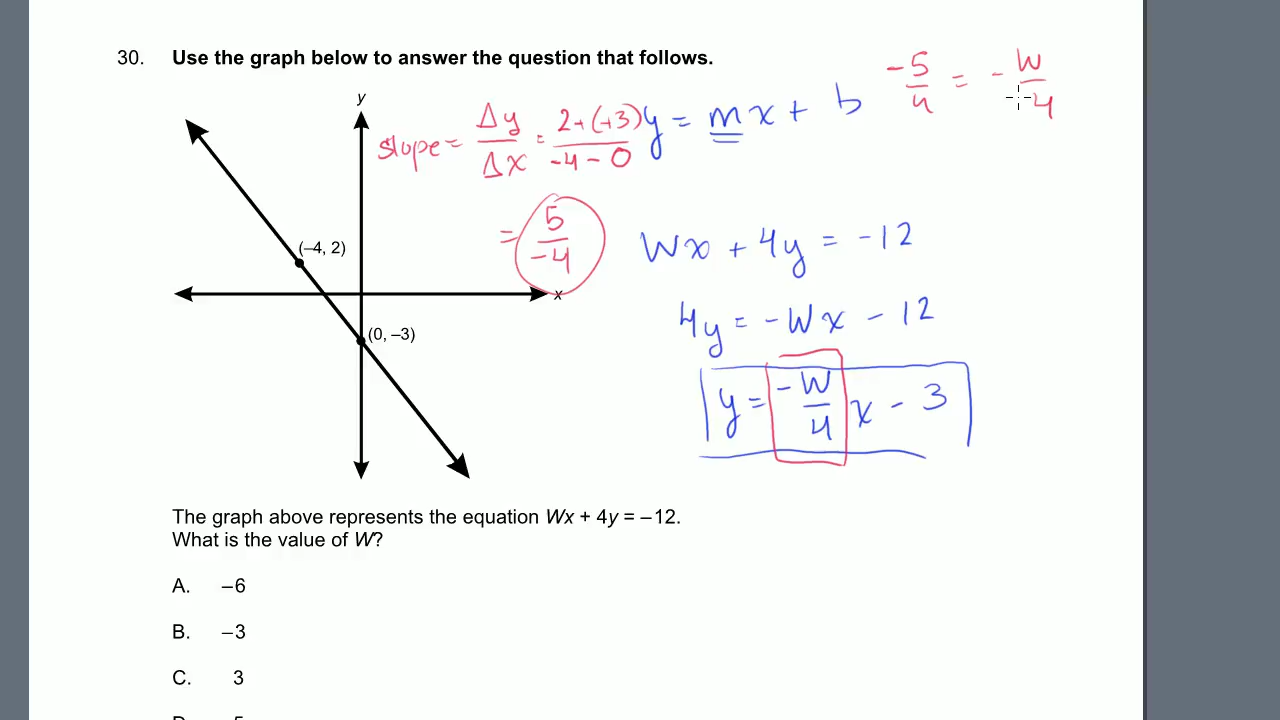 30. Use the graph below to answer the question that follows.
y
slope = Δy/Δx = 2+(+3)/-4-0
y = mx + b
-5/4 = -W/4
= 5/-4
(–4, 2)
Wx + 4y = -12
x
(0, –3)
4y = -Wx - 12
y = -W/4 x - 3
The graph above represents the equation Wx + 4y = –12.
What is the value of W?
A. –6
B. –3
C. 3